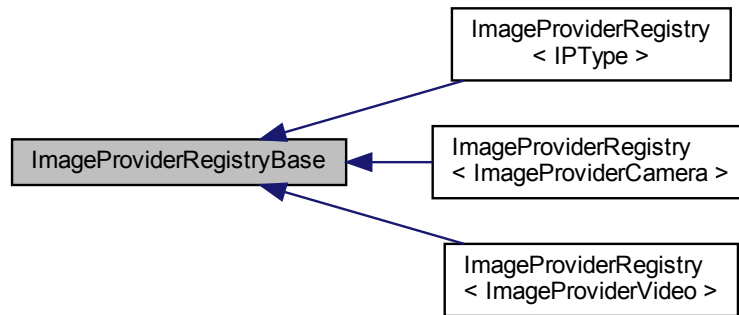 ImageProviderRegistry
< IPType >
ImageProviderRegistryBase
ImageProviderRegistry
< ImageProviderCamera >
ImageProviderRegistry
< ImageProviderVideo >